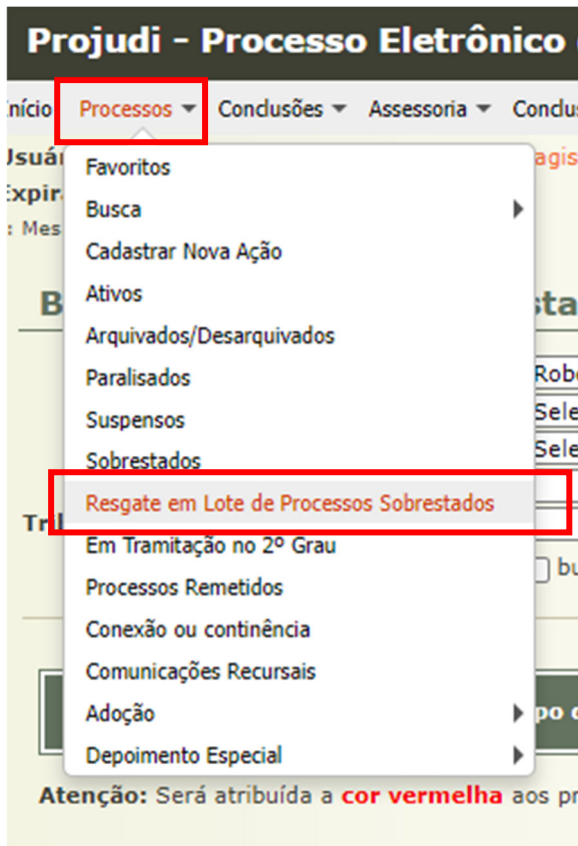 Projudi - Processo Eletrônico
Início Processos Conclusões Assessoria
Favoritos
Busca
: Mes
Cadastrar Nova Ação
Ativos
Arquivados/Desarquivados
Paralisados
Suspensos
Sobrestados
Resgate em Lote de Processos Sobrestados
Em Tramitação no 2º Grau
Processos Remetidos
Conexão ou continência
Comunicações Recursais
Adoção
Depoimento Especial
Atenção: Será atribuída a cor vermelha aos